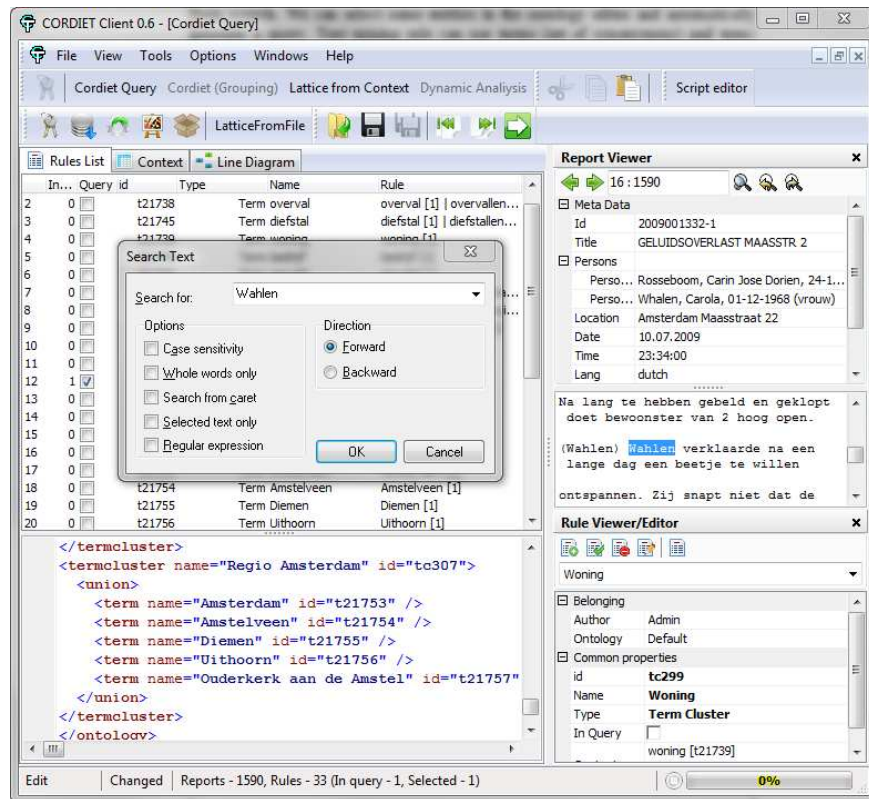 CORDIET Client 0.6 - [Cordiet Query]
File View Tools Options Windows Help
Cordiet Query Cordiet (Grouping) Lattice from Context Dynamic Analiysis Script editor
LatticeFromFile
Rules List Context Line Diagram
In... Query id Type Name Rule
2 0 t21738 Term overval overval [1] | overvallen...
3 0 t21745 Term diefstal diefstal [1] | diefstallen...
4 0 t21739 Term woning woning [1]
5 0
6 0
7 0
8 0
9 0
10 0
11 0
12 1
13 0
14 0
15 0
16 0
17 0
18 0 t21754 Term Amstelveen Amstelveen [1]
19 0 t21755 Term Diemen Diemen [1]
20 0 t21756 Term Uithoorn Uithoorn [1]
Search Text
Search for: Wahlen
Options
Case sensitivity
Whole words only
Search from caret
Selected text only
Regular expression
Direction
Forward
Backward
OK Cancel
</termcluster>
<termcluster name="Regio Amsterdam" id="tc307">
<union>
<term name="Amsterdam" id="t21753" />
<term name="Amstelveen" id="t21754" />
<term name="Diemen" id="t21755" />
<term name="Uithoorn" id="t21756" />
<term name="Ouderkerk aan de Amstel" id="t21757"
</union>
</termcluster>
</ontology>
Report Viewer
16 : 1590
Meta Data
Id 2009001332-1
Title GELUIDSOVERLAST MAASSTR 2
Persons
Perso... Rosseboom, Carin Jose Dorien, 24-1...
Perso... Whalen, Carola, 01-12-1968 (vrouw)
Location Amsterdam Maasstraat 22
Date 10.07.2009
Time 23:34:00
Lang dutch
Na lang te hebben gebeld en geklopt
doet bewoonster van 2 hoog open.
(Wahlen) Wahlen verklaarde na een
lange dag een beetje te willen
ontspannen. Zij snapt niet dat de
Rule Viewer/Editor
Woning
Belonging
Author Admin
Ontology Default
Common properties
id tc299
Name Woning
Type Term Cluster
In Query
woning [t21739]
Edit Changed Reports - 1590, Rules - 33 (In query - 1, Selected - 1) 0%